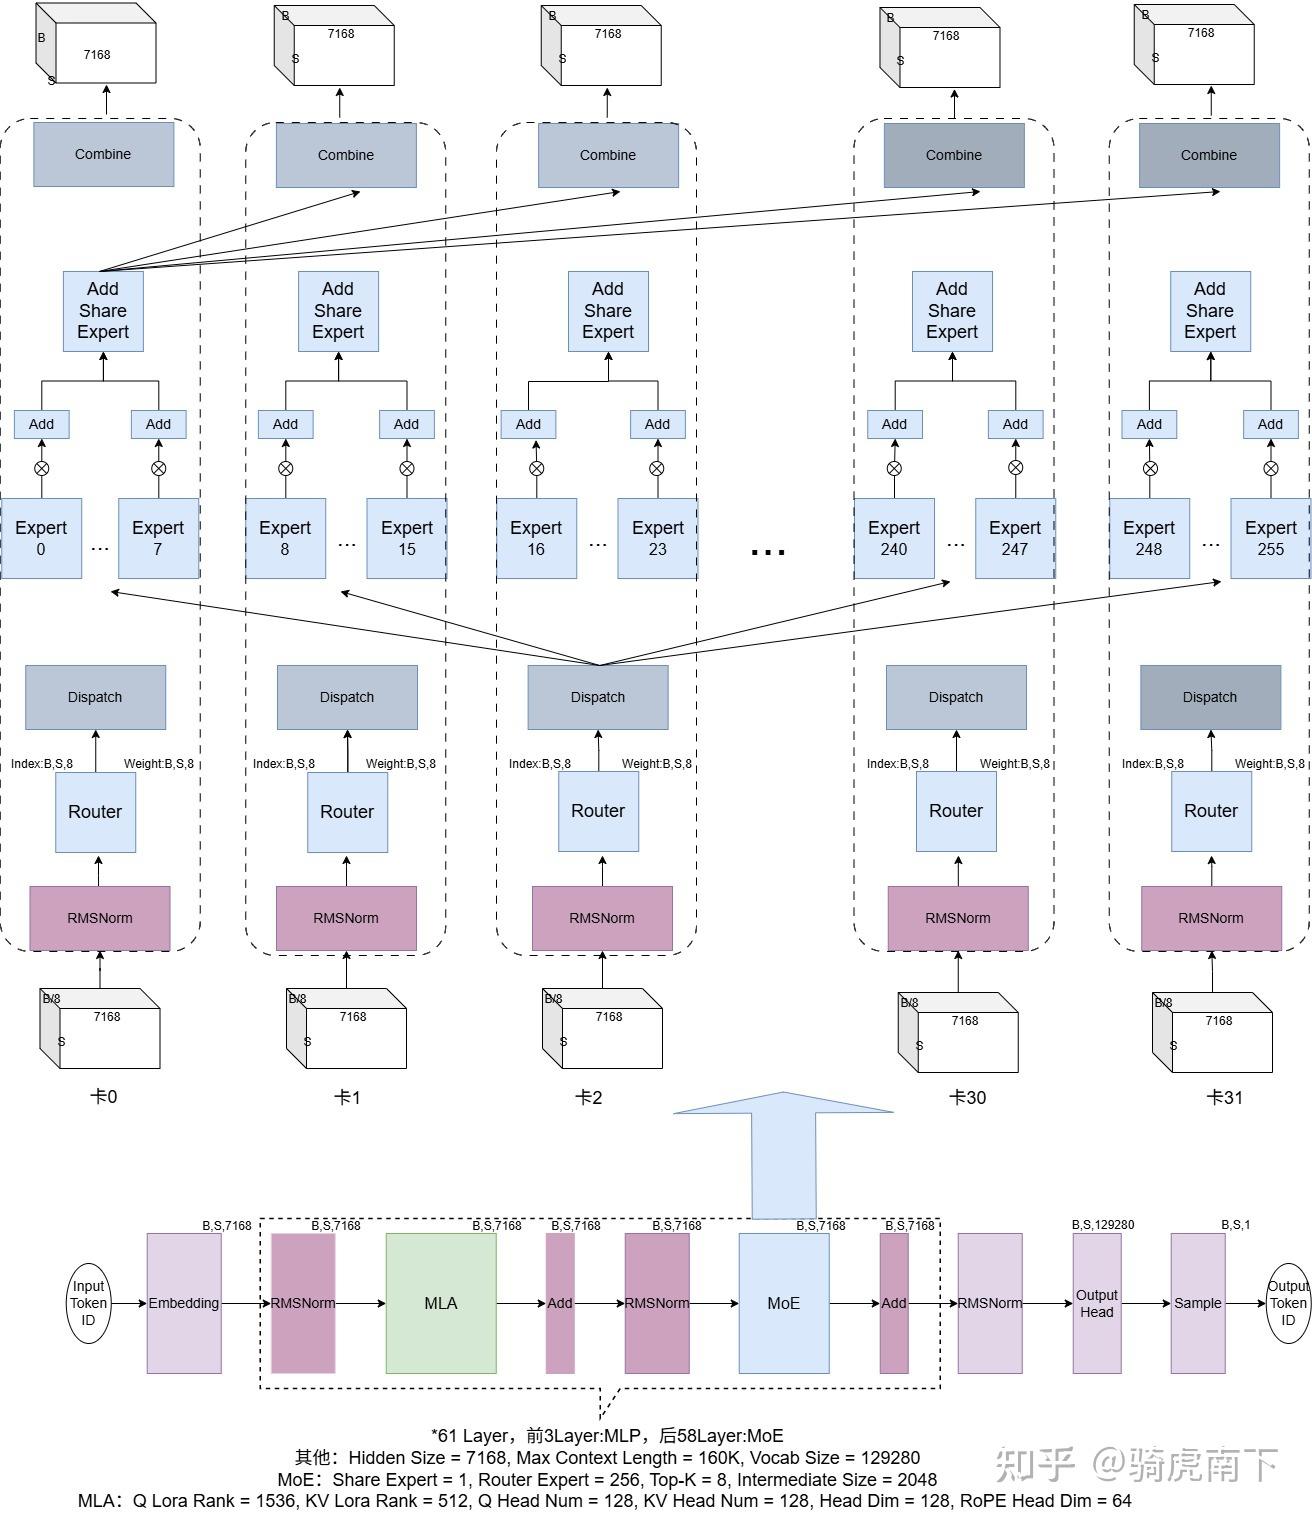 B
7168
S
B
7168
S
B
7168
S
B
7168
S
B
7168
S
Combine
Combine
Combine
Combine
Combine
Add
Share
Expert
Add
Share
Expert
Add
Share
Expert
Add
Share
Expert
Add
Share
Expert
Add
Add
Add
Add
Add
Add
Add
Add
Add
Add
Expert
0
...
Expert
7
Expert
8
...
Expert
15
Expert
16
...
Expert
23
...
Expert
240
...
Expert
247
Expert
248
...
Expert
255
Dispatch
Dispatch
Dispatch
Dispatch
Dispatch
Index:B,S,8
Weight:B,S,8
Index:B,S,8
Weight:B,S,8
Index:B,S,8
Weight:B,S,8
Index:B,S,8
Weight:B,S,8
Index:B,S,8
Weight:B,S,8
Router
Router
Router
Router
Router
RMSNorm
RMSNorm
RMSNorm
RMSNorm
RMSNorm
B/8
7168
S
B/8
7168
S
B/8
7168
S
B/8
7168
S
B/8
7168
S
卡0
卡1
卡2
卡30
卡31
B,S,7168
B,S,7168
B,S,7168
B,S,7168
B,S,7168
B,S,7168
B,S,7168
B,S,129280
B,S,1
Input
Token
ID
Embedding
RMSNorm
MLA
Add
RMSNorm
MoE
Add
RMSNorm
Output
Head
Sample
Output
Token
ID
*61 Layer，前3Layer:MLP，后58Layer:MoE
其他：Hidden Size = 7168, Max Context Length = 160K, Vocab Size = 129280
MoE：Share Expert = 1, Router Expert = 256, Top-K = 8, Intermediate Size = 2048
MLA：Q Lora Rank = 1536, KV Lora Rank = 512, Q Head Num = 128, KV Head Num = 128, Head Dim = 128, RoPE Head Dim = 64
知乎 @骑虎南下